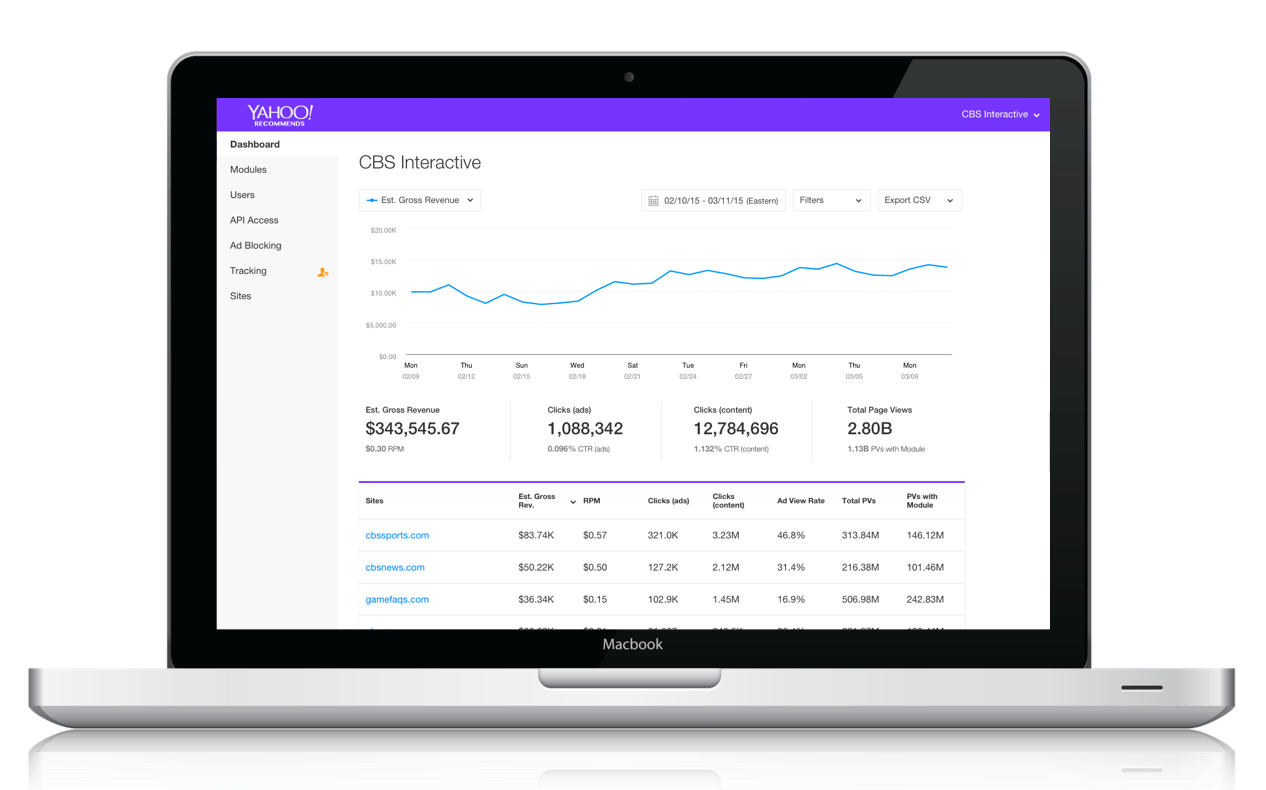 YAHOO!
RECOMMENDS
CBS Interactive
Dashboard
Modules
Users
API Access
Ad Blocking
Tracking
Sites
CBS Interactive
Est. Gross Revenue
02/10/15 - 03/11/15 (Eastern)
Filters
Export CSV
$20.00K
$15.00K
$10.00K
$5,000.00
$0.00
Mon Thu Sun Wed Sat Tue Fri Mon Thu Mon
02/09 02/12 02/15 02/18 02/21 02/24 02/27 03/02 03/05 03/09
Est. Gross Revenue
$343,545.67
$0.30 RPM
Clicks (ads)
1,088,342
0.096% CTR (ads)
Clicks (content)
12,784,696
1.132% CTR (content)
Total Page Views
2.80B
1.13B PVs with Module
Sites Est. Gross Rev. RPM Clicks (ads) Clicks (content) Ad View Rate Total PVs PVs with Module
cbssports.com $83.74K $0.57 321.0K 3.23M 46.8% 313.84M 146.12M
cbsnews.com $50.22K $0.50 127.2K 2.12M 31.4% 216.38M 101.46M
gamefaqs.com $36.34K $0.15 102.9K 1.45M 16.9% 506.98M 242.83M
Macbook